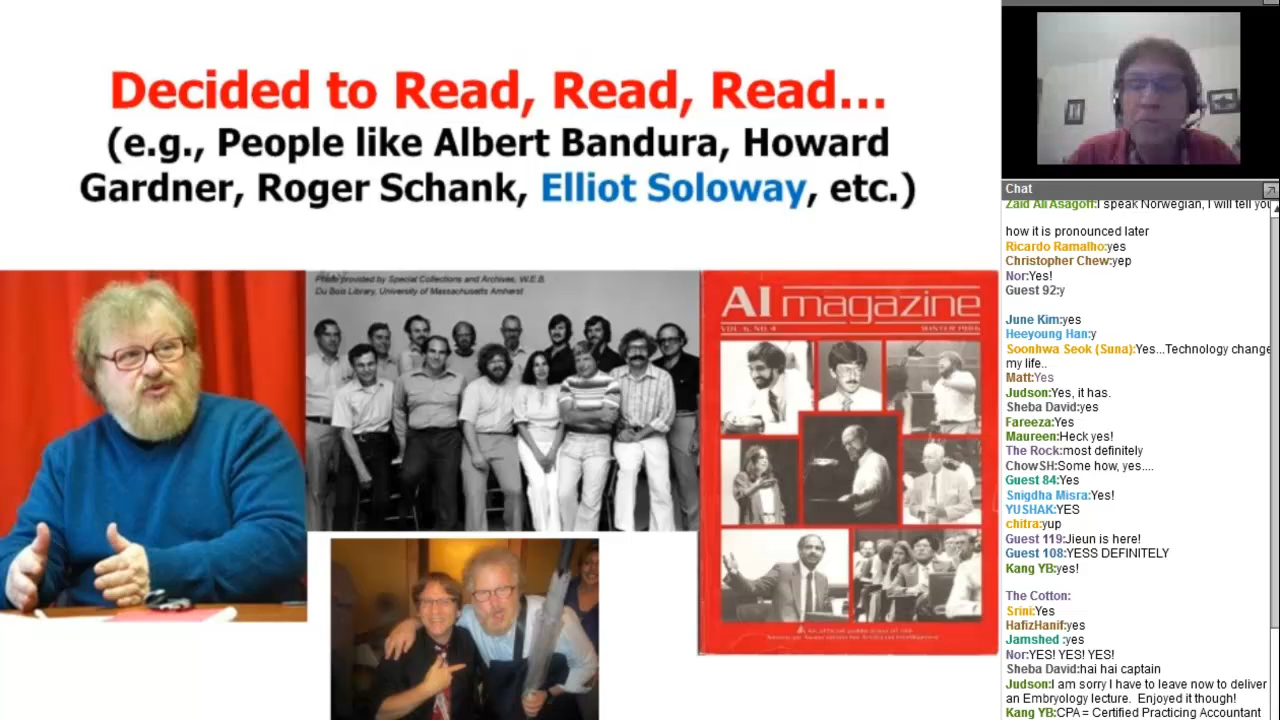 Decided to Read, Read, Read...
(e.g., People like Albert Bandura, Howard
Gardner, Roger Schank, Elliot Soloway, etc.)
Photo provided by Special Collections and Archives, W.E.B.
Du Bois Library, University of Massachusetts Amherst
AI magazine
VOL 6, NO. 4
WINTER 1986
Chat
Zaid Ali Asagoff:I speak Norwegian, I will tell you
how it is pronounced later
Ricardo Ramalho:yes
Christopher Chew:yep
Nor:Yes!
Guest 92:y
June Kim:yes
Heeyoung Han:y
Soonhwa Seok (Suna):Yes...Technology change
my life..
Matt:Yes
Judson:Yes, it has.
Sheba David:yes
Fareeza:Yes
Maureen:Heck yes!
The Rock:most definitely
ChowSH:Some how, yes....
Guest 84:Yes
Snigdha Misra:Yes!
YUSHAK:YES
chitra:yup
Guest 119:Jieun is here!
Guest 108:YESS DEFINITELY
Kang YB:yes!
The Cotton:
Srini:Yes
HafizHanif:yes
Jamshed :yes
Nor:YES! YES! YES!
Sheba David:hai hai captain
Judson:I am sorry I have to leave now to deliver
an Embryology lecture. Enjoyed it though!
Kang YB:CPA = Certified Practicing Accountant